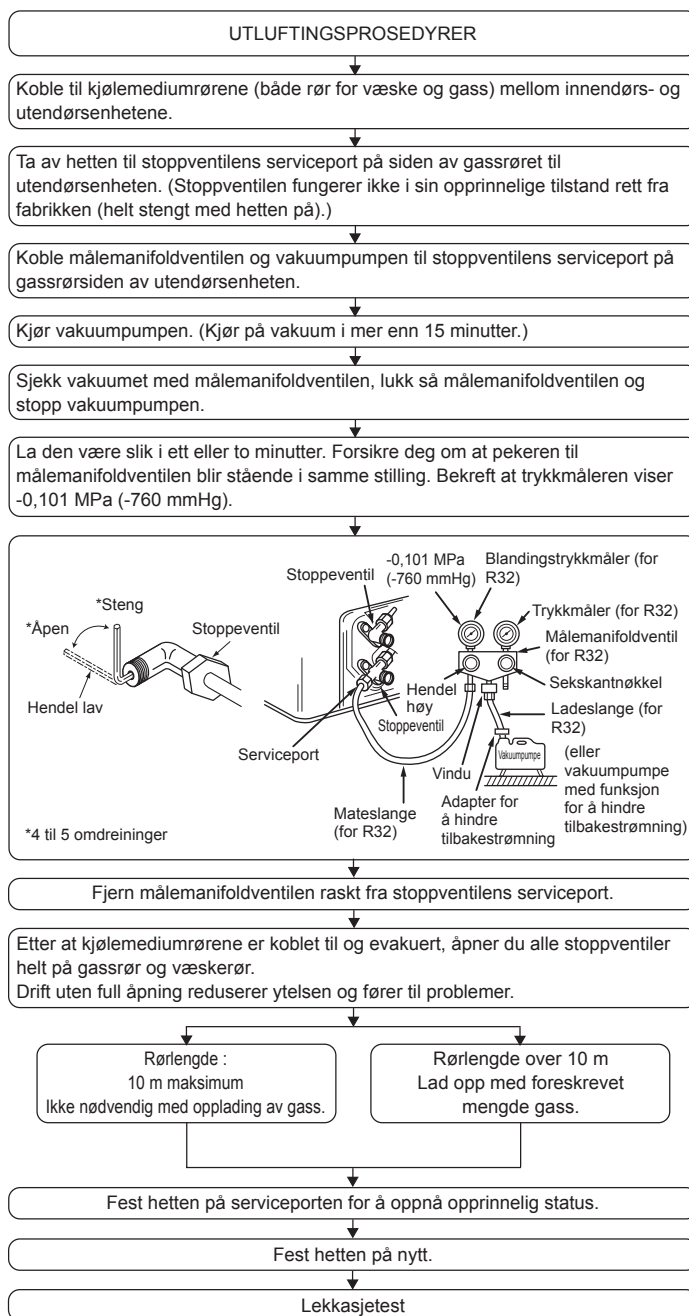 UTLUFTINGSPROSEDYRER
Koble til kjølemediumrørene (både rør for væske og gass) mellom innendørs- og
utendørsenhetene.
Ta av hetten til stoppventilens serviceport på siden av gassrøret til
utendørsenheten. (Stoppventilen fungerer ikke i sin opprinnelige tilstand rett fra
fabrikken (helt stengt med hetten på).)
Koble målemanifoldventilen og vakuumpumpen til stoppventilens serviceport på
gassrørsiden av utendørsenheten.
Kjør vakuumpumpen. (Kjør på vakuum i mer enn 15 minutter.)
Sjekk vakuumet med målemanifoldventilen, lukk så målemanifoldventilen og
stopp vakuumpumpen.
La den være slik i ett eller to minutter. Forsikre deg om at pekeren til
målemanifoldventilen blir stående i samme stilling. Bekreft at trykkmåleren viser
-0,101 MPa (-760 mmHg).
*Steng
*Åpen
Hendel lav
Stoppeventil
Stoppeventil
-0,101 MPa
(-760 mmHg)
Blandingstrykkmåler (for
R32)
Trykkmåler (for R32)
Målemanifoldventil
(for R32)
Hendel
høy
Sekskantnøkkel
Stoppeventil
Ladeslange (for
R32)
Serviceport
Vindu
Vakuumpumpe
(eller
vakuumpumpe
med funksjon
for å hindre
tilbakestrømning)
Mateslange
(for R32)
Adapter for
å hindre
tilbakestrømning
*4 til 5 omdreininger
Fjern målemanifoldventilen raskt fra stoppventilens serviceport.
Etter at kjølemediumrørene er koblet til og evakuert, åpner du alle stoppventiler
helt på gassrør og væskerør.
Drift uten full åpning reduserer ytelsen og fører til problemer.
Rørlengde :
10 m maksimum
Ikke nødvendig med opplading av gass.
Rørlengde over 10 m
Lad opp med foreskrevet
mengde gass.
Fest hetten på serviceporten for å oppnå opprinnelig status.
Fest hetten på nytt.
Lekkasjetest